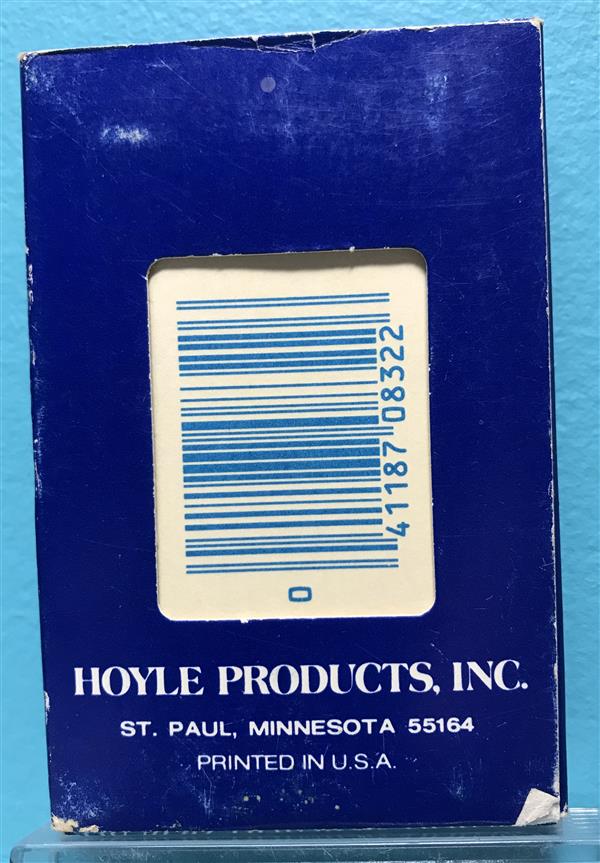 0 41187 08322
HOYLE PRODUCTS, INC.
ST. PAUL, MINNESOTA 55164
PRINTED IN U.S.A.